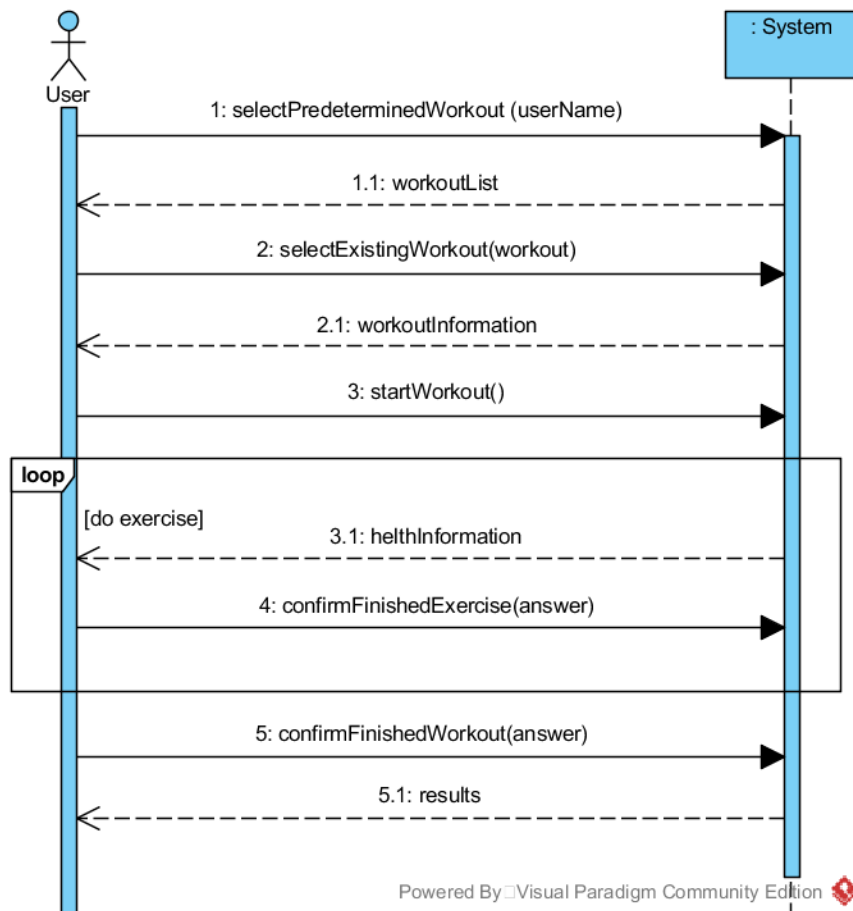 : System
User
1: selectPredeterminedWorkout (userName)
1.1: workoutList
2: selectExistingWorkout(workout)
2.1: workoutInformation
3: startWorkout()
loop
[do exercise]
3.1: helthInformation
4: confirmFinishedExercise(answer)
5: confirmFinishedWorkout(answer)
5.1: results
Powered By Visual Paradigm Community Edition